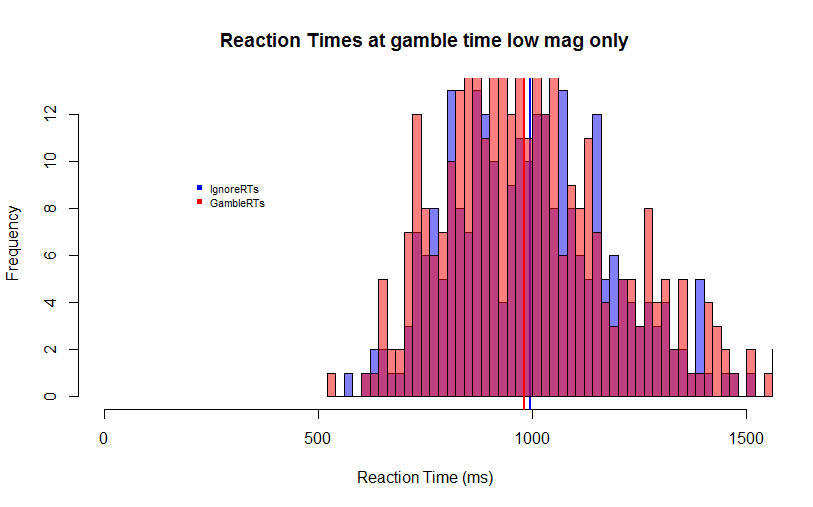 Reaction Times at gamble time low mag only
12
10
8
6
4
2
0
Frequency
IgnoreRTs
GambleRTs
0 500 1000 1500
Reaction Time (ms)